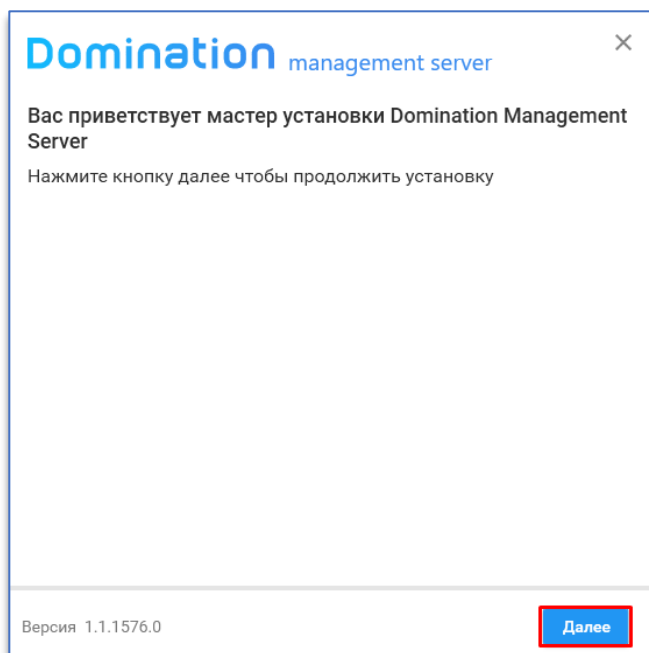 Domination management server
Вас приветствует мастер установки Domination Management
Server
Нажмите кнопку далее чтобы продолжить установку
Версия 1.1.1576.0
Далее